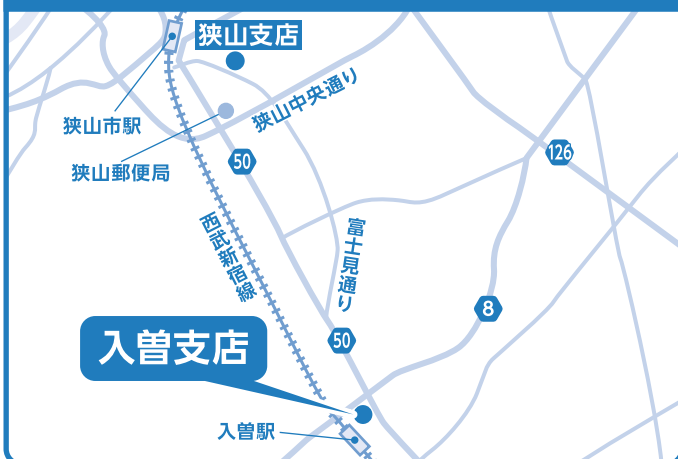 狭山支店
狭山中央通り
狭山市駅
狭山郵便局
50
126
西武新宿線
富士見通り
8
50
入曽支店
入曽駅